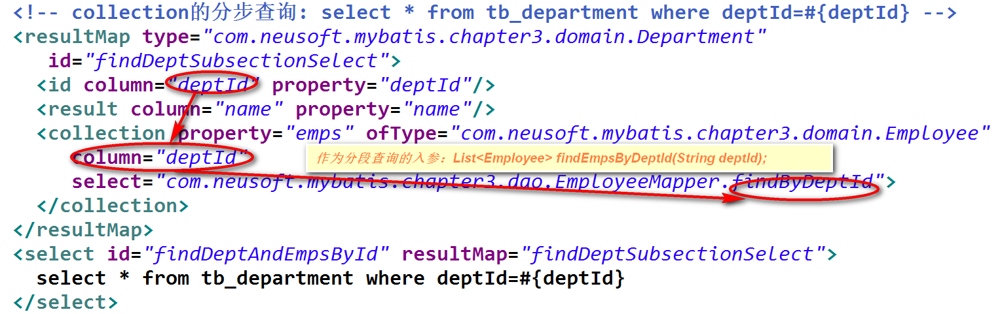 <!-- collection的分步查询: select * from tb_department where deptId=#{deptId} -->
<resultMap type="com.neusoft.mybatis.chapter3.domain.Department"
id="findDeptSubsectionSelect">
<id column="deptId" property="deptId"/>
<result column="name" property="name"/>
<collection property="emps" ofType="com.neusoft.mybatis.chapter3.domain.Employee"
column="deptId"
作为分段查询的入参：List<Employee> findEmpsByDeptId(String deptId);
select="com.neusoft.mybatis.chapter3.dao.EmployeeMapper.findByDeptId">
</collection>
</resultMap>
<select id="findDeptAndEmpsById" resultMap="findDeptSubsectionSelect">
select * from tb_department where deptId=#{deptId}
</select>